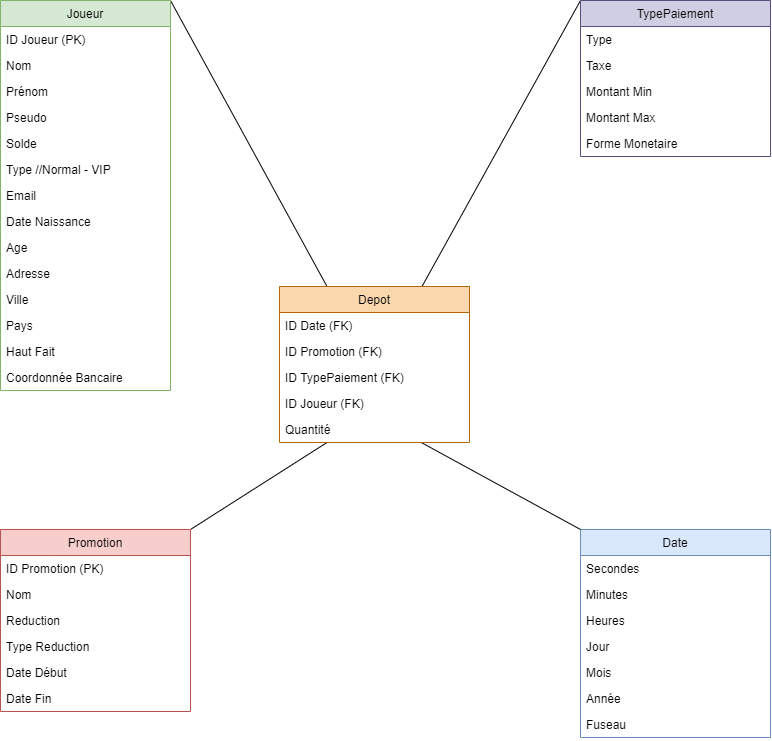 Joueur
ID Joueur (PK)
Nom
Prénom
Pseudo
Solde
Type //Normal - VIP
Email
Date Naissance
Age
Adresse
Ville
Pays
Haut Fait
Coordonnée Bancaire
TypePaiement
Type
Taxe
Montant Min
Montant Max
Forme Monetaire
Depot
ID Date (FK)
ID Promotion (FK)
ID TypePaiement (FK)
ID Joueur (FK)
Quantité
Promotion
ID Promotion (PK)
Nom
Reduction
Type Reduction
Date Début
Date Fin
Date
Secondes
Minutes
Heures
Jour
Mois
Année
Fuseau